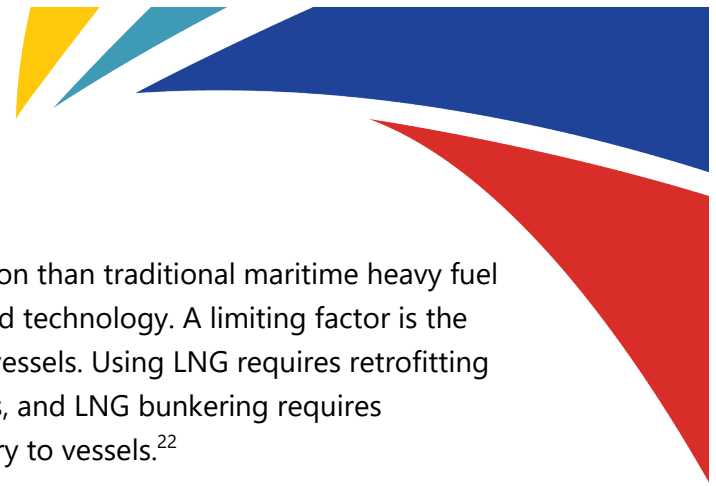 on than traditional maritime heavy fuel
d technology. A limiting factor is the
vessels. Using LNG requires retrofitting
, and LNG bunkering requires
ry to vessels.22